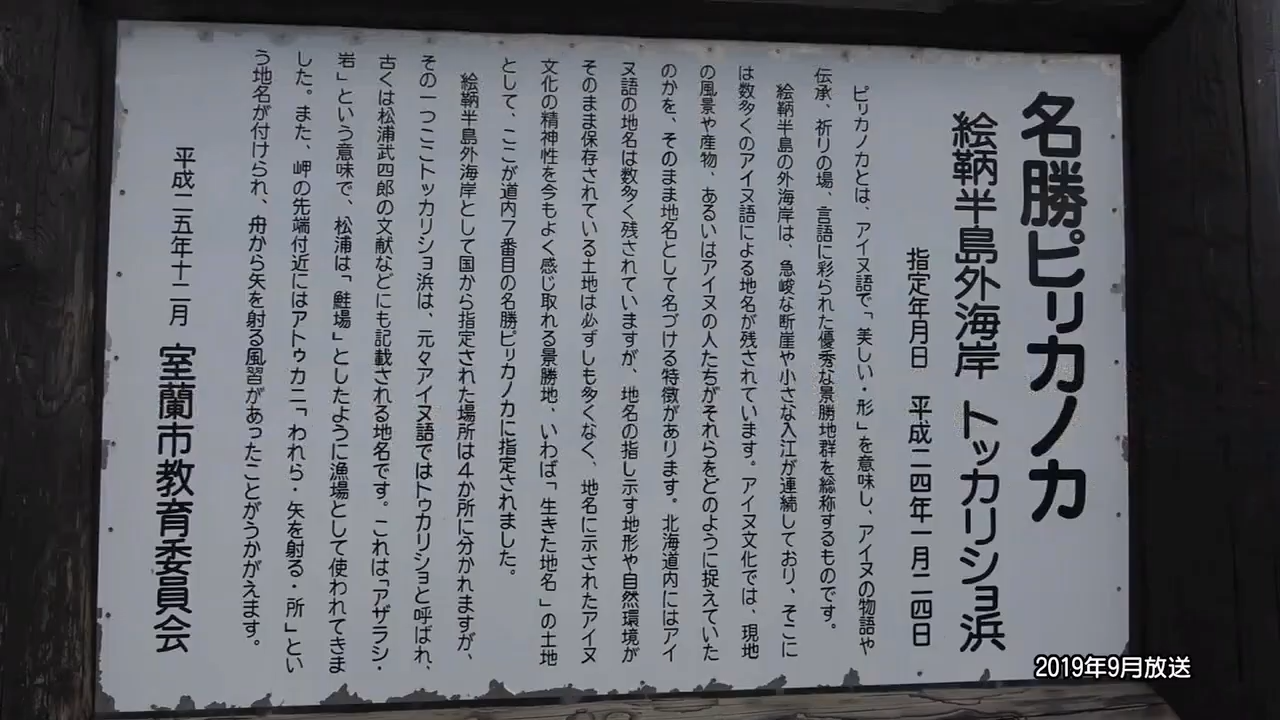 名勝ピリカノカ
絵鞆半島外海岸 トッカリショ浜
指定年月日 平成二四年一月二四日
ピリカノカとは、アイヌ語で「美しい・形」を意味し、アイヌの物語や
伝承、祈りの場、言語に彩られた優秀な景勝地群を総称するものです。
絵鞆半島の外海岸は、急峻な断崖や小さな入江が連続しており、そこに
は数多くのアイヌ語による地名が残されています。アイヌ文化では、現地
の風景や産物、あるいはアイヌの人たちがそれらをどのように捉えていた
のかを、そのまま地名として名づける特徴があります。北海道内にはアイ
ヌ語の地名は数多く残されていますが、地名の指し示す地形や自然環境が
そのまま保存されている土地は必ずしも多くなく、地名に示されたアイヌ
文化の精神性を今もよく感じ取れる景勝地、いわば「生きた地名」の土地
として、ここが道内7番目の名勝ピリカノカに指定されました。
絵鞆半島外海岸として国から指定された場所は4か所に分かれますが、
その一つここトッカリショ浜は、元々アイヌ語ではトゥカリショと呼ばれ、
古くは松浦武四郎の文献などにも記載される地名です。これは「アザラシ・
岩」という意味で、松浦は「鮭場」としたように漁場として使われてきま
した。また、岬の先端付近にはアトゥカニ「われら・矢を射る・所」とい
う地名が付けられ、舟から矢を射る風習があったことがうかがえます。
平成二五年十二月 室蘭市教育委員会
2019年9月放送